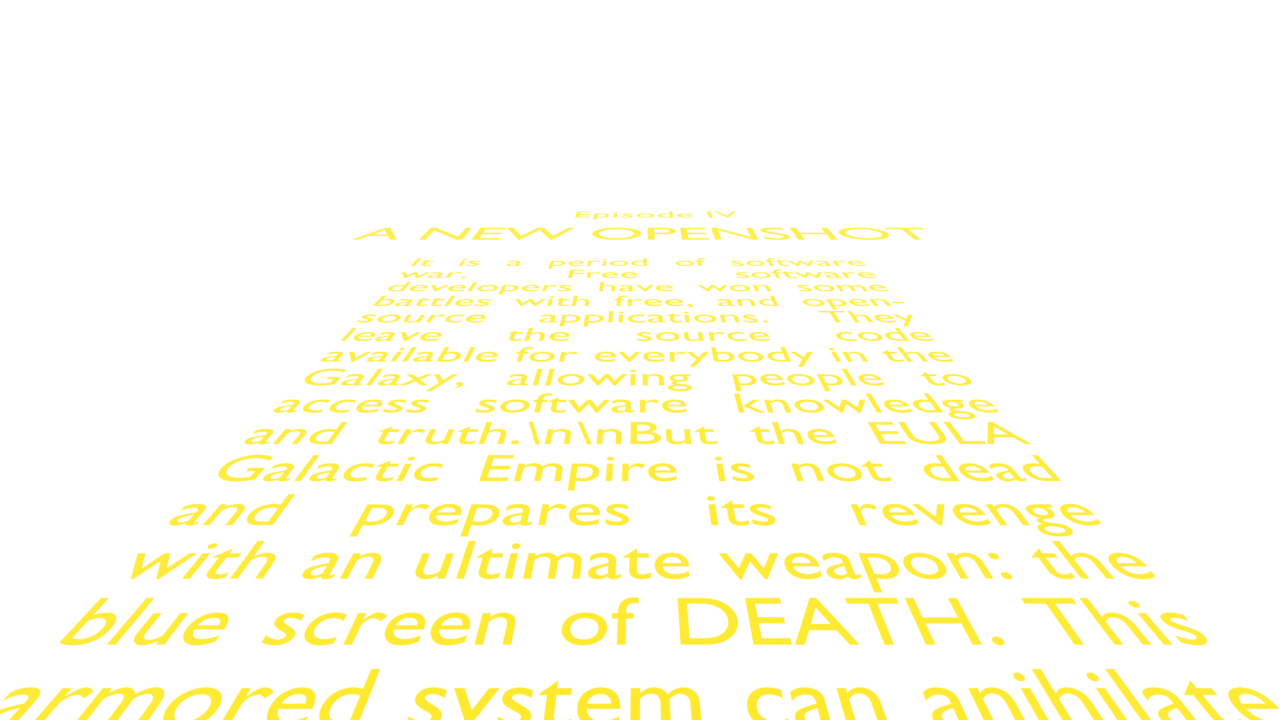 Episode IV
A NEW OPENSHOT
It is a period of software
war. Free software
developers have won some
battles with free, and open-
source applications. They
leave the source code
available for everybody in the
Galaxy, allowing people to
access software knowledge
and truth.\n\nBut the EULA
Galactic Empire is not dead
and prepares its revenge
with an ultimate weapon: the
blue screen of DEATH. This
armored system can anihilate